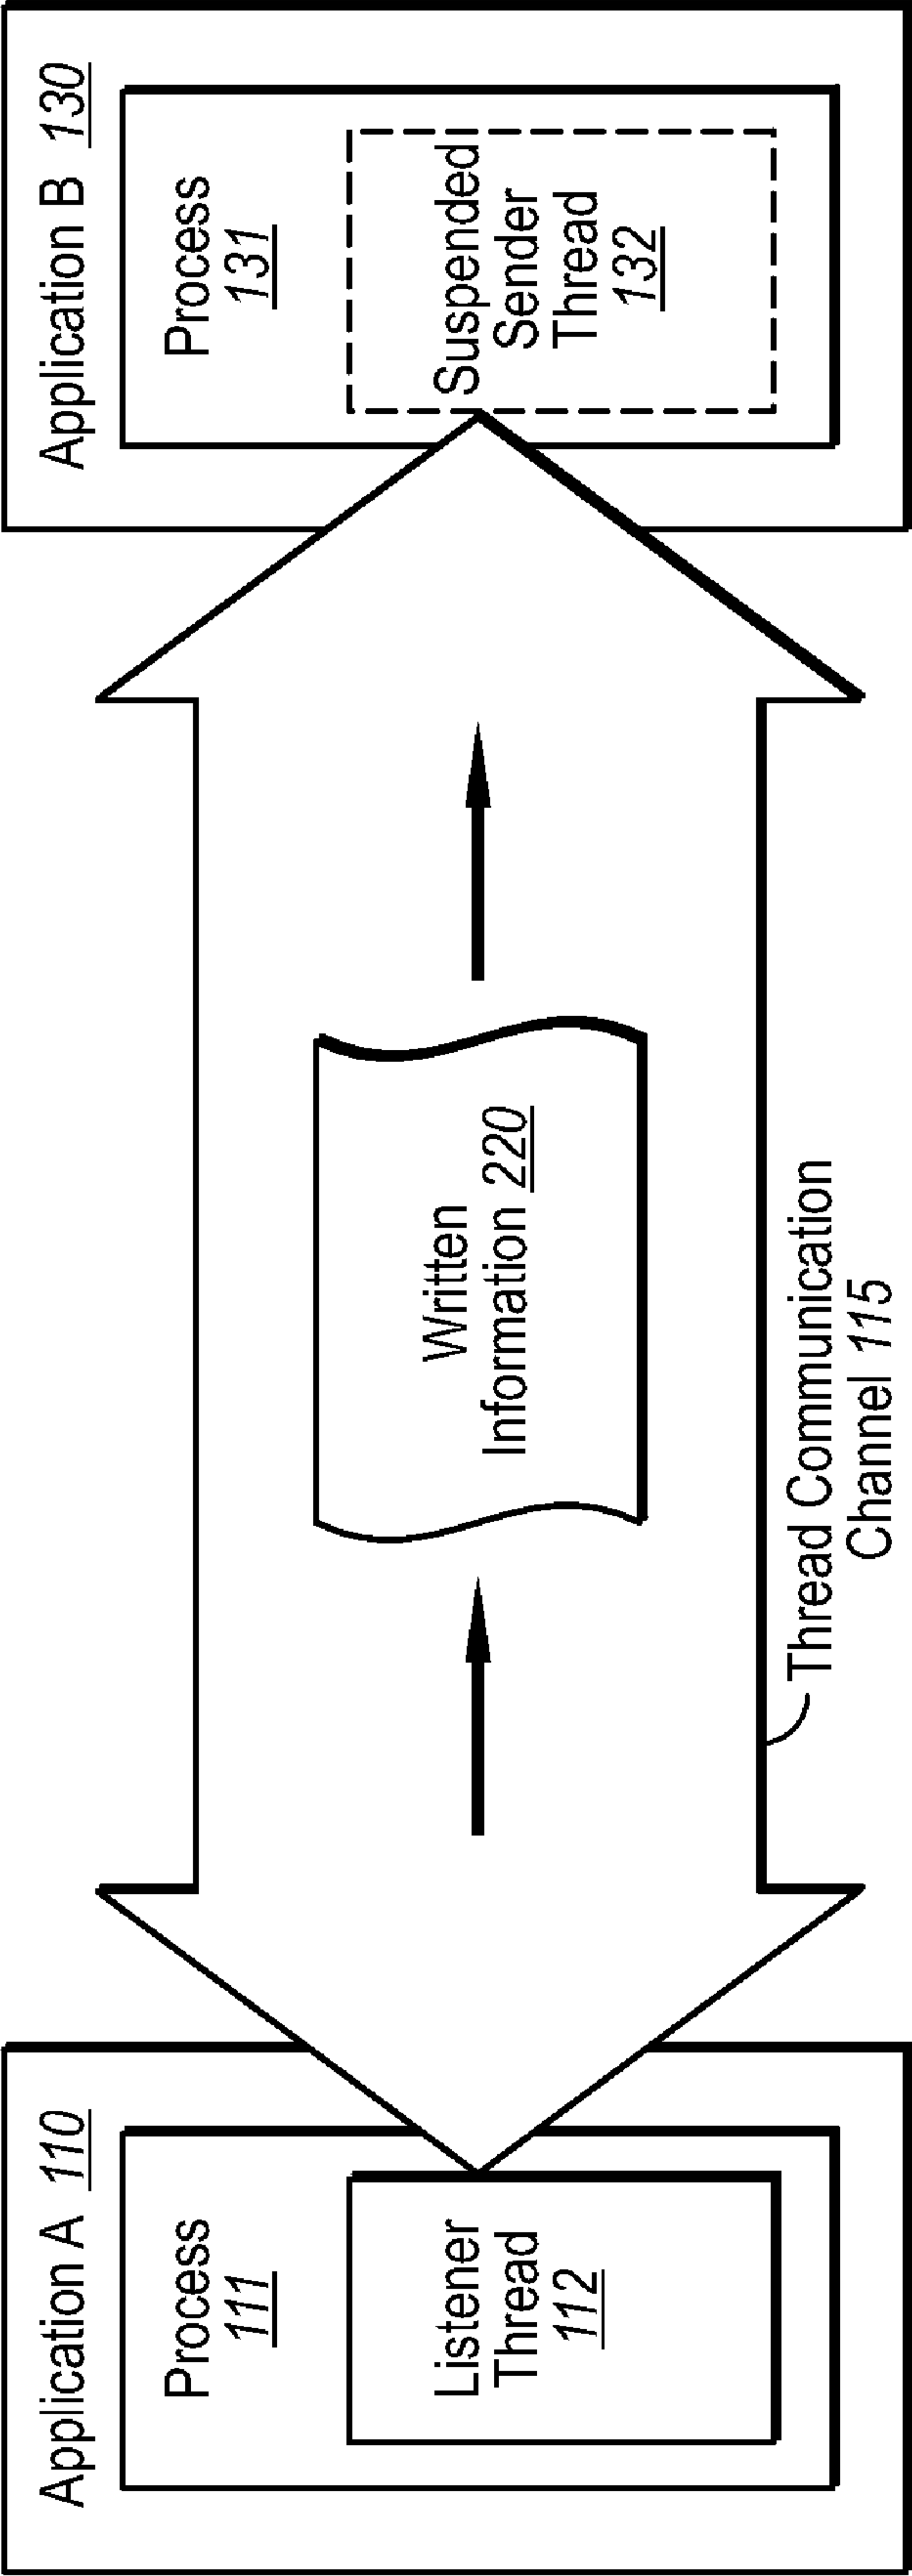 Application A 110
Process
111
Listener
Thread
112
Written
Information 220
Thread Communication
Channel 115
Application B 130
Process
131
Suspended
Sender
Thread
132